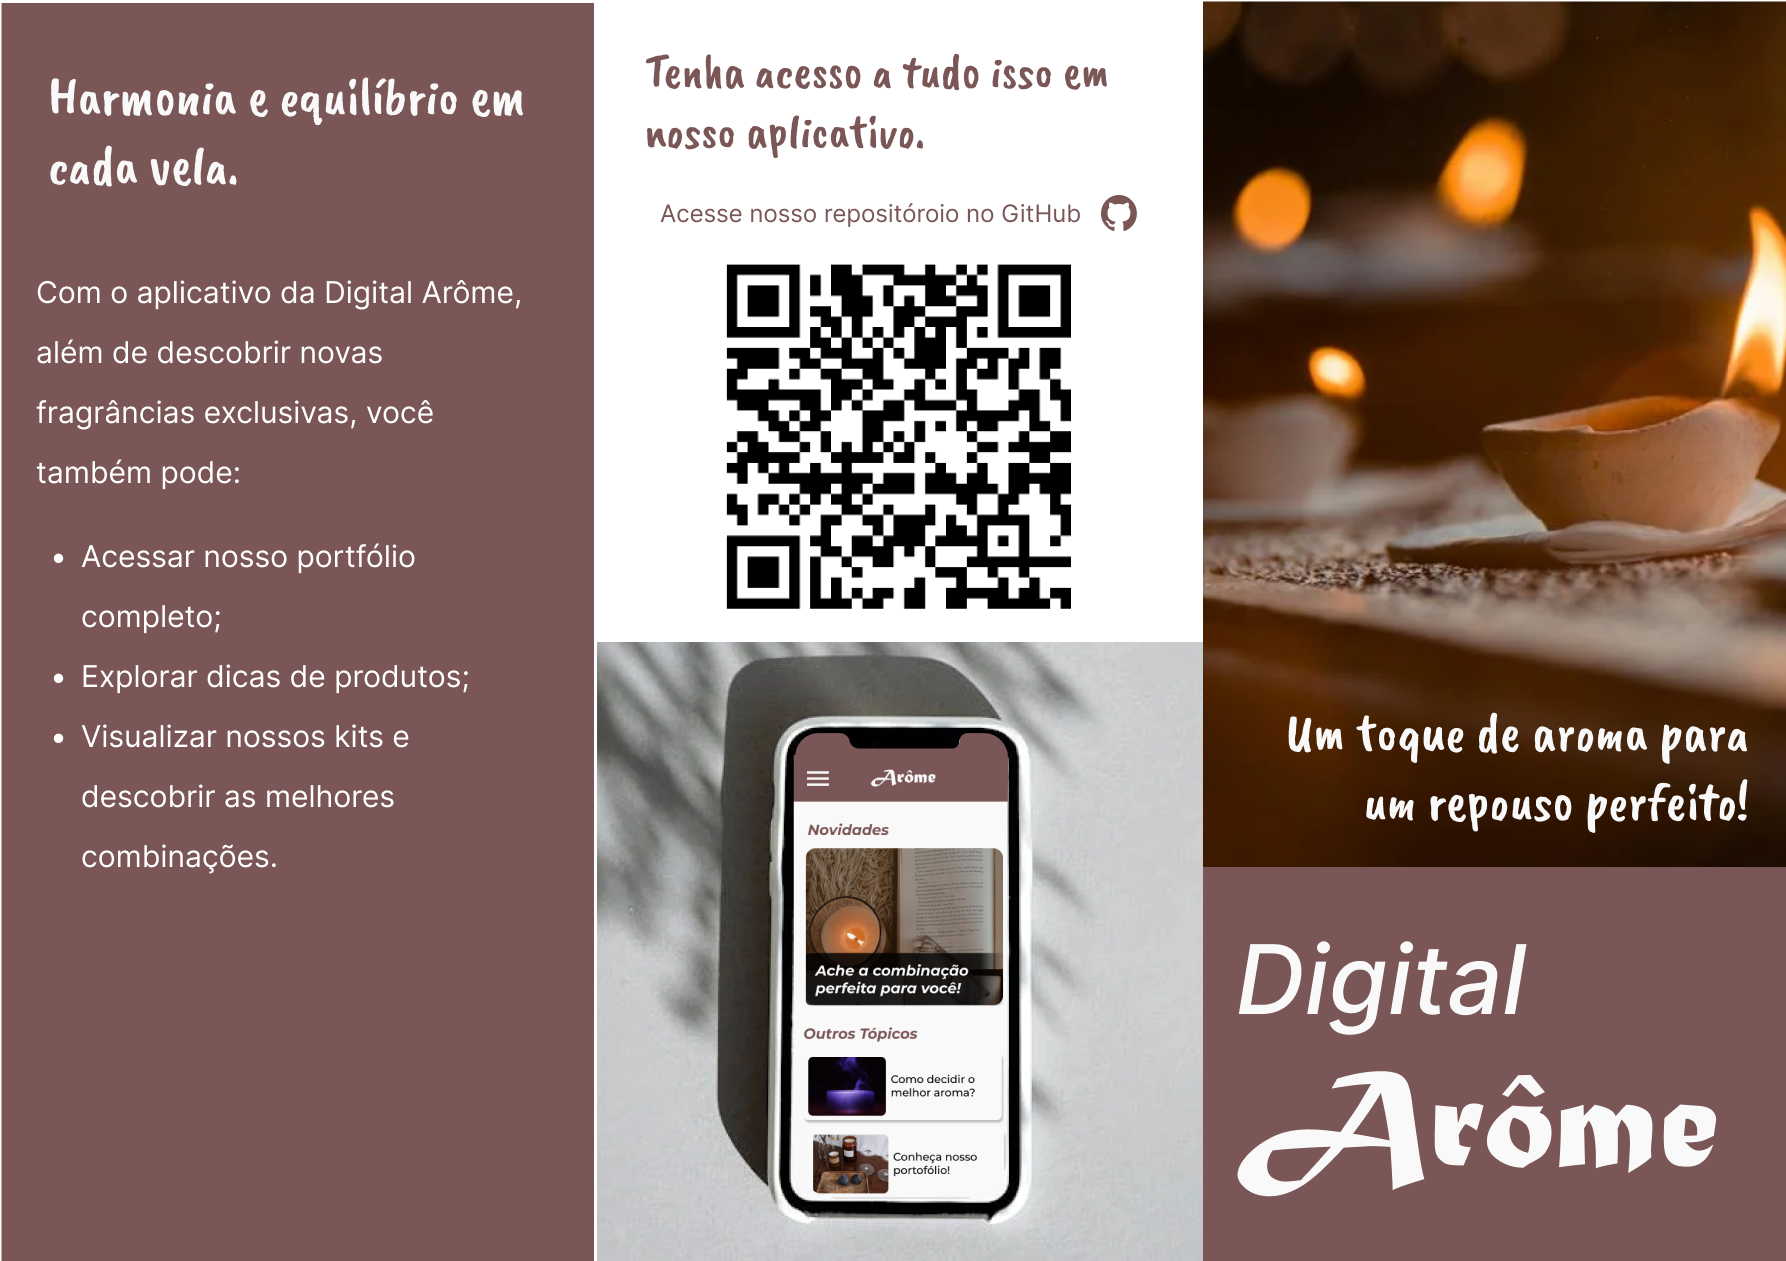 Harmonia e equilíbrio em
cada vela.
Com o aplicativo da Digital Arôme,
além de descobrir novas
fragrâncias exclusivas, você
também pode:
• Acessar nosso portfólio
completo;
• Explorar dicas de produtos;
• Visualizar nossos kits e
descobrir as melhores
combinações.
Tenha acesso a tudo isso em
nosso aplicativo.
Acesse nosso repositóroio no GitHub
Arôme
Novidades
Ache a combinação
perfeita para você!
Outros Tópicos
Como decidir o
melhor aroma?
Conheça nosso
portofólio!
Um toque de aroma para
um repouso perfeito!
Digital
Arôme